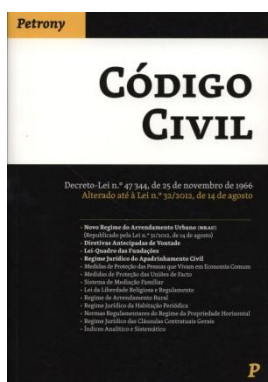 Petrony
CÓDIGO
CIVIL
Decreto-Lei n.º 47 344, de 25 de novembro de 1966
Alterado até à Lei n.º 32/2012, de 14 de agosto
- Novo Regime do Arrendamento Urbano (NRAU)
(Republicado pela Lei n.º 31/2012, de 14 de agosto)
- Diretivas Antecipadas de Vontade
- Lei-Quadro das Fundações
- Regime Jurídico do Apadrinhamento Civil
- Medidas de Proteção das Pessoas que Vivem em Economia Comum
- Medidas de Proteção das Uniões de Facto
- Sistema de Mediação Familiar
- Lei da Liberdade Religiosa e Regulamento
- Regime de Arrendamento Rural
- Regime Jurídico da Habitação Periódica
- Normas Regulamentares do Regime da Propriedade Horizontal
- Regime Jurídico das Cláusulas Contratuais Gerais
- Índices Analítico e Sistemático
P